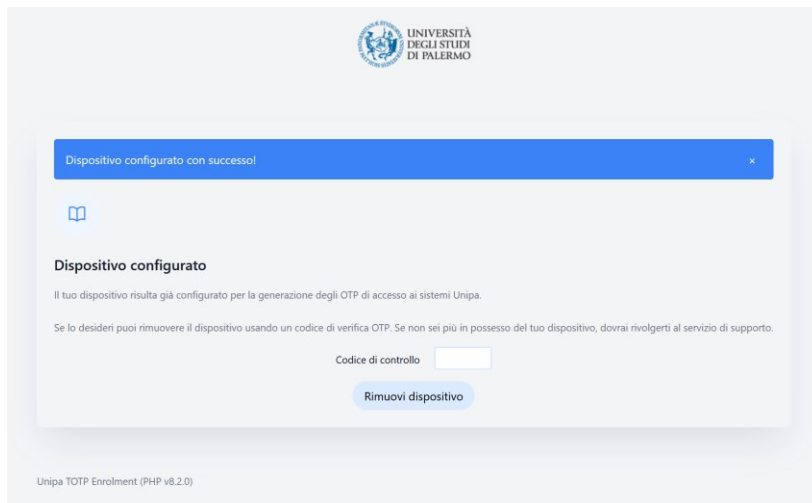 UNIVERSITÀ
DEGLI STUDI
DI PALERMO
Dispositivo configurato con successo!
×
Dispositivo configurato
Il tuo dispositivo risulta già configurato per la generazione degli OTP di accesso ai sistemi Unipa.
Se lo desideri puoi rimuovere il dispositivo usando un codice di verifica OTP. Se non sei più in possesso del tuo dispositivo, dovrai rivolgerti al servizio di supporto.
Codice di controllo
Rimuovi dispositivo
Unipa TOTP Enrolment (PHP v8.2.0)